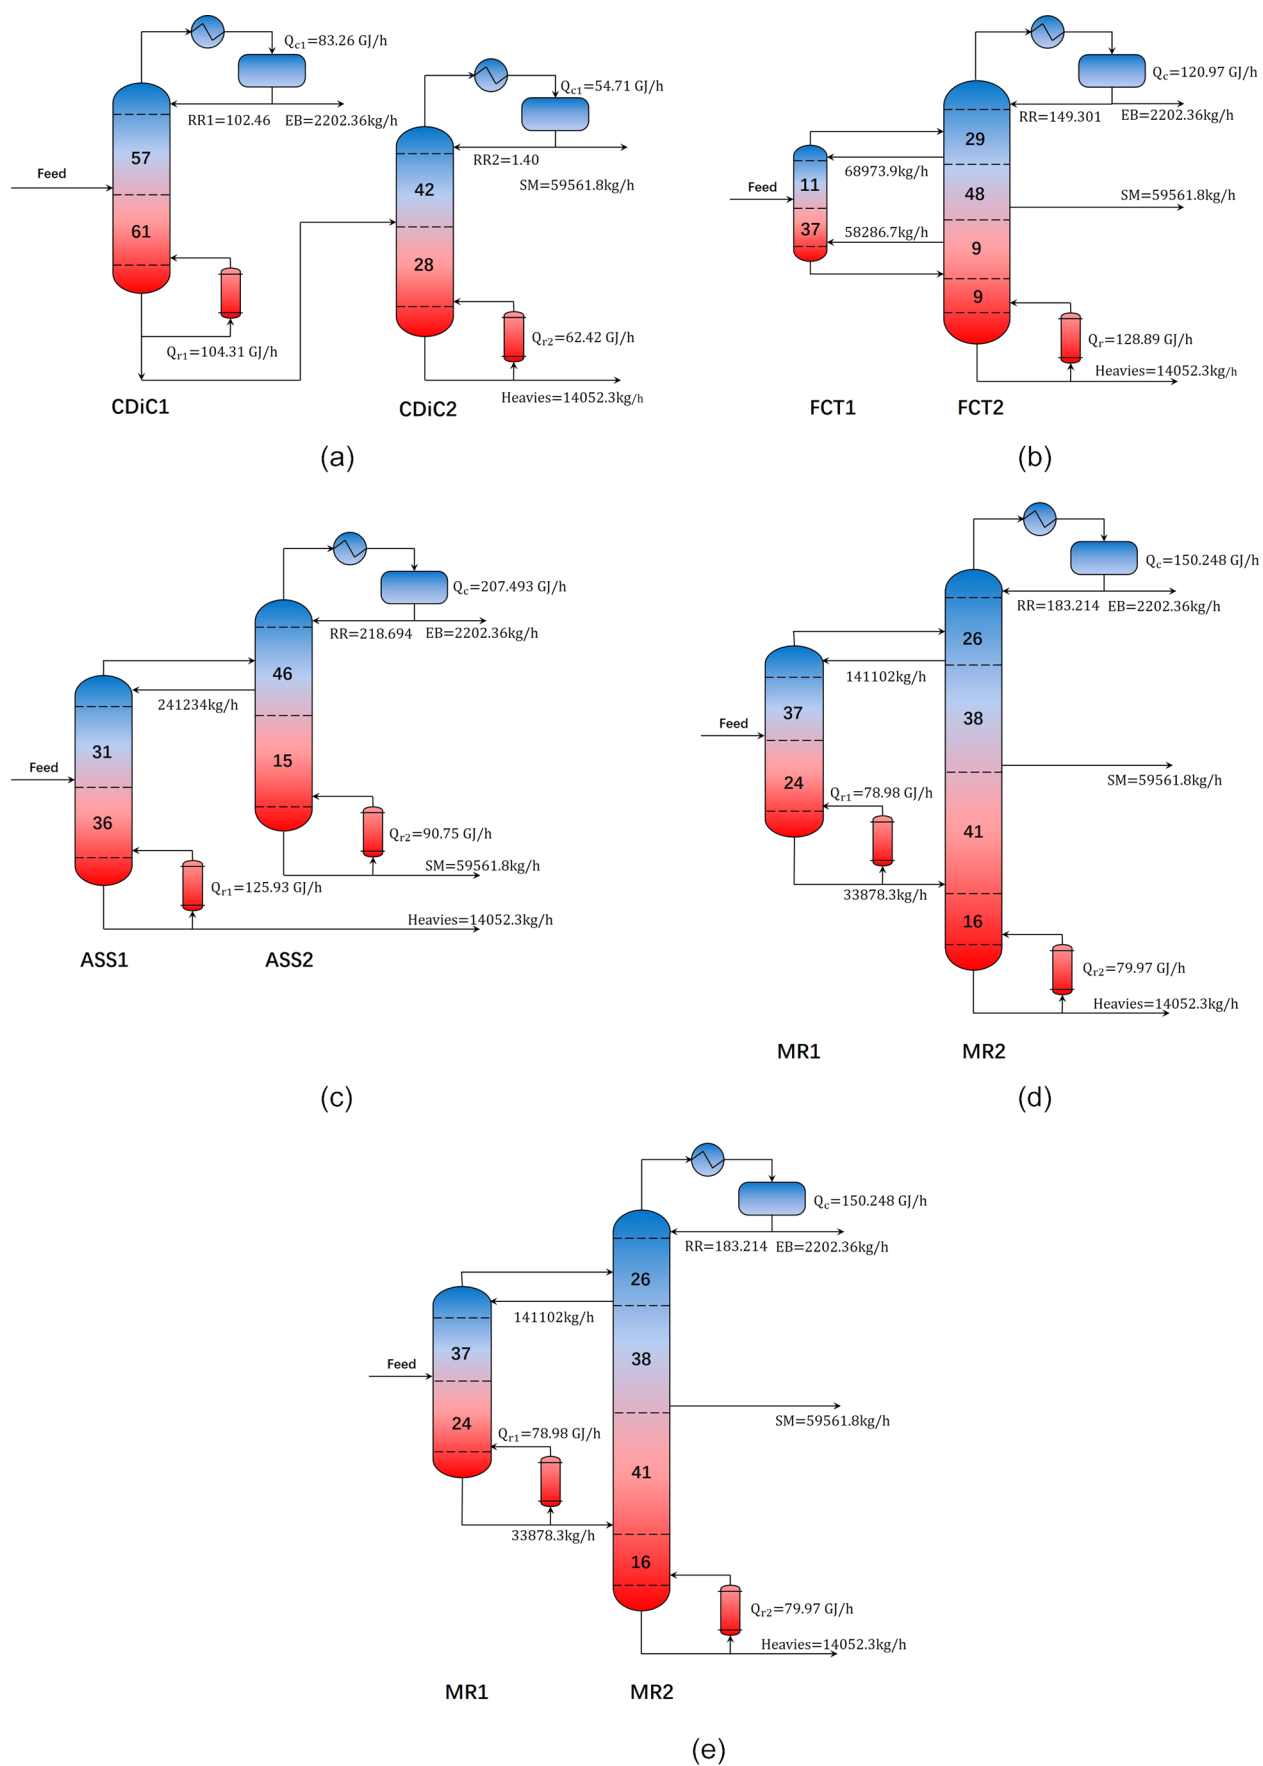 Qc1=83.26 GJ/h
RR1=102.46 EB=2202.36kg/h
57
Feed
61
Qr1=104.31 GJ/h
CDiC1
Qc1=54.71 GJ/h
RR2=1.40
SM=59561.8kg/h
42
28
Qr2=62.42 GJ/h
Heavies=14052.3kg/h
CDiC2
(a)
Qc=120.97 GJ/h
RR=149.301 EB=2202.36kg/h
29
68973.9kg/h
Feed
11
48
SM=59561.8kg/h
37
58286.7kg/h
9
9
Qr=128.89 GJ/h
Heavies=14052.3kg/h
FCT1
FCT2
(b)
Qc=207.493 GJ/h
RR=218.694 EB=2202.36kg/h
46
241234kg/h
31
15
Feed
36
Qr2=90.75 GJ/h
SM=59561.8kg/h
Qr1=125.93 GJ/h
Heavies=14052.3kg/h
ASS1
ASS2
(c)
Qc=150.248 GJ/h
RR=183.214 EB=2202.36kg/h
26
141102kg/h
37
38
Feed
SM=59561.8kg/h
24
Qr1=78.98 GJ/h
41
33878.3kg/h
16
Qr2=79.97 GJ/h
Heavies=14052.3kg/h
MR1
MR2
(d)
Qc=150.248 GJ/h
RR=183.214 EB=2202.36kg/h
26
141102kg/h
37
38
Feed
SM=59561.8kg/h
24
Qr1=78.98 GJ/h
41
33878.3kg/h
16
Qr2=79.97 GJ/h
Heavies=14052.3kg/h
MR1
MR2
(e)